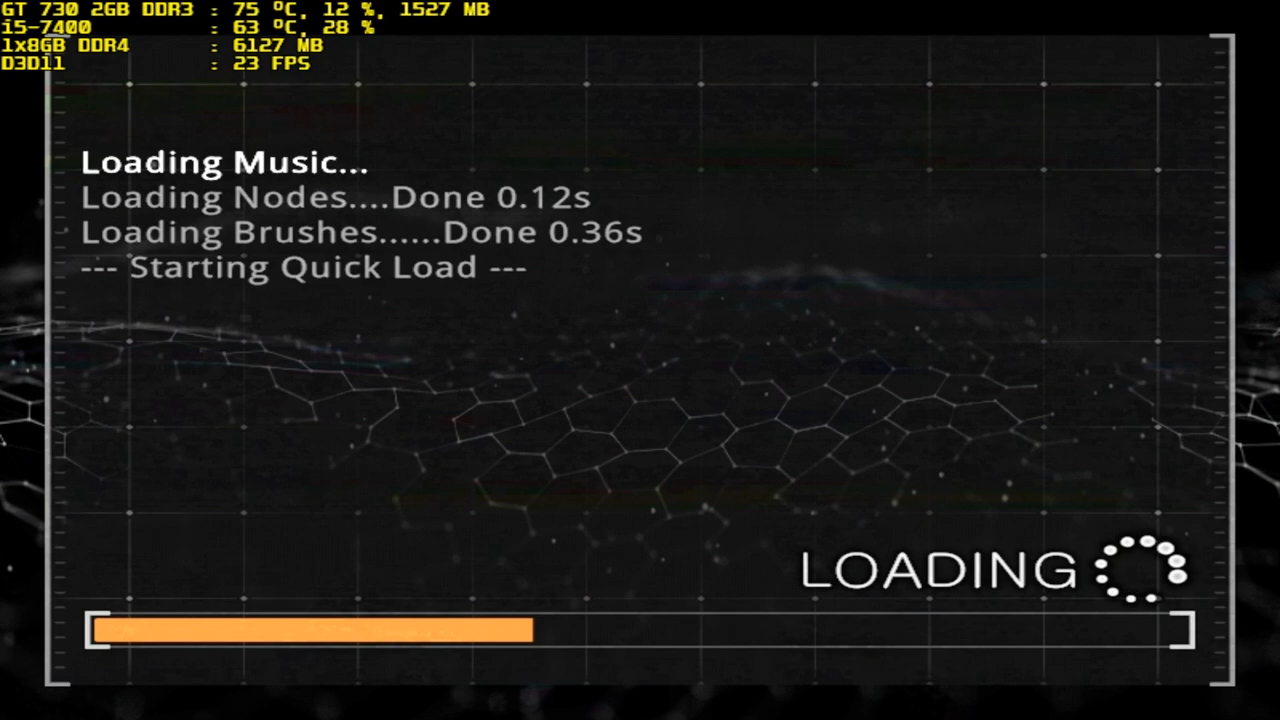 GT 730 2GB DDR3 : 75 ºC, 12 %, 1527 MB
i5-7400 : 63 ºC, 28 %
1x8GB DDR4 : 6127 MB
D3D11 : 23 FPS
Loading Music...
Loading Nodes....Done 0.12s
Loading Brushes......Done 0.36s
--- Starting Quick Load ---
LOADING